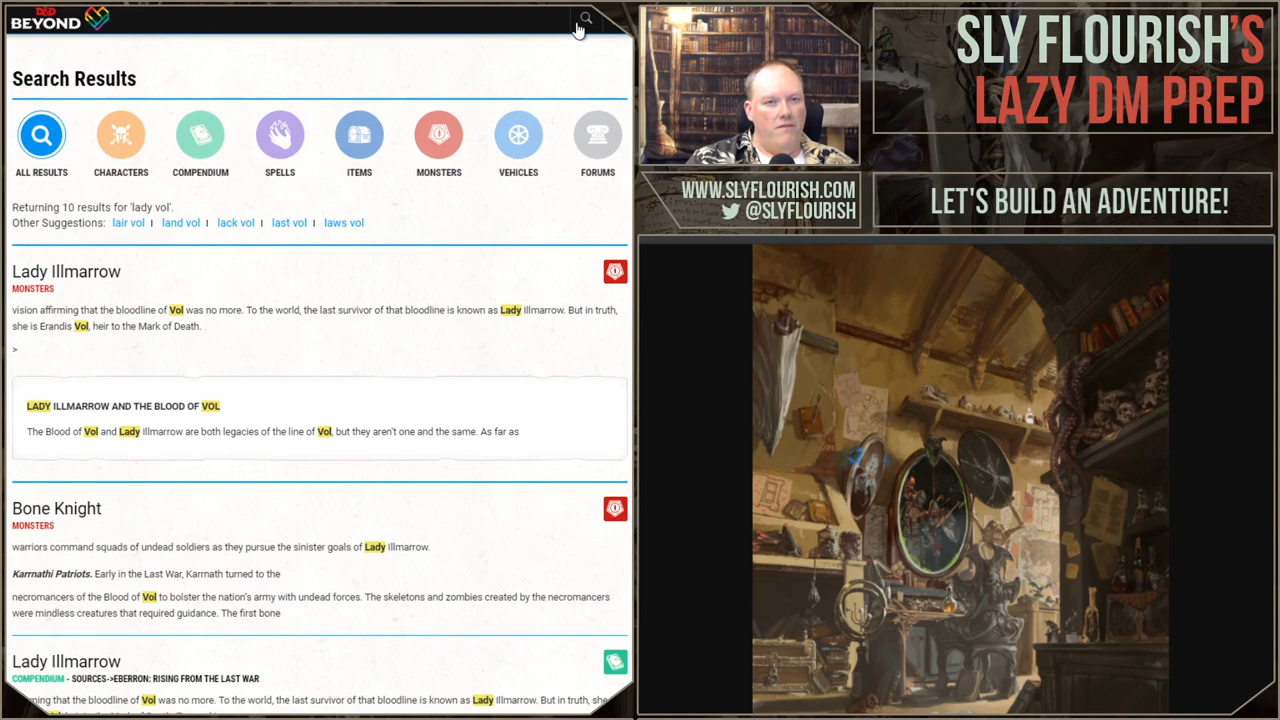 D&D
BEYOND
Search Results
ALL RESULTS
CHARACTERS
COMPENDIUM
SPELLS
ITEMS
MONSTERS
VEHICLES
FORUMS
Returning 10 results for 'lady vol'.
Other Suggestions: lair vol | land vol | lack vol | last vol | laws vol
Lady Illmarrow
MONSTERS
vision affirming that the bloodline of Vol was no more. To the world, the last survivor of that bloodline is known as Lady Illmarrow. But in truth,
she is Erandis Vol, heir to the Mark of Death.
>
LADY ILLMARROW AND THE BLOOD OF VOL
The Blood of Vol and Lady Illmarrow are both legacies of the line of Vol, but they aren't one and the same. As far as
Bone Knight
MONSTERS
warriors command squads of undead soldiers as they pursue the sinister goals of Lady Illmarrow.
Karrnathi Patriots. Early in the Last War, Karrnath turned to the
necromancers of the Blood of Vol to bolster the nation's army with undead forces. The skeletons and zombies created by the necromancers
were mindless creatures that required guidance. The first bone
Lady Illmarrow
COMPENDIUM - SOURCES->EBERRON: RISING FROM THE LAST WAR
ming that the bloodline of Vol was no more. To the world, the last survivor of that bloodline is known as Lady Illmarrow. But in truth, she
SLY FLOURISH'S
LAZY DM PREP
WWW.SLYFLOURISH.COM
@SLYFLOURISH
LET'S BUILD AN ADVENTURE!